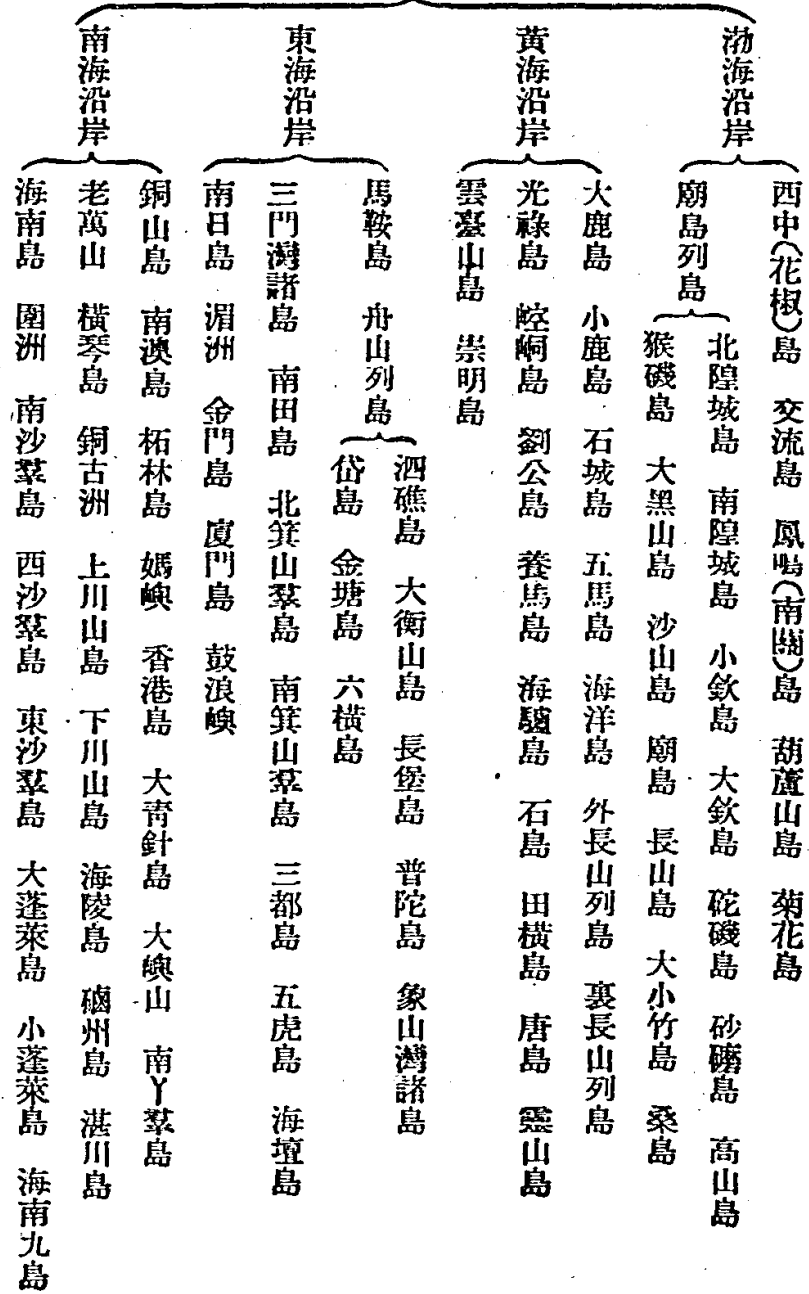 渤海沿岸
西中(花椒)島 交流島 鳳鳴(南關)島 葫蘆山島 菊花島
廟島列島
北隍城島 南隍城島 小欽島 大欽島 砣磯島 砂磨島 高山島
猴磯島 大黑山島 沙山島 廟島 長山島 大小竹島 桑島
黃海沿岸
大鹿島 小鹿島 石城島 五馬島 海洋島 外長山列島 裏長山列島
光祿島 崆峒島 劉公島 養馬島 海驢島 石島 田橫島 唐島 靈山島
雲臺山島 崇明島
東海沿岸
馬鞍島 舟山列島
泗礁島 大衡山島 長堡島 普陀島 象山灣諸島
岱島 金塘島 六橫島
三門灣諸島 南田島 北箕山羣島 南箕山羣島 三都島 五虎島 海壇島
南日島 湄洲 金門島 廈門島 鼓浪嶼
南海沿岸
銅山島 南澳島 柘林島 媽嶼 香港島 大青針島 大嶼山 南丫羣島
老萬山 橫琴島 銅古洲 上川山島 下川山島 海陵島 硇州島 湛川島
海南島 圍洲 南沙羣島 西沙羣島 東沙羣島 大蓬萊島 小蓬萊島 海南九島